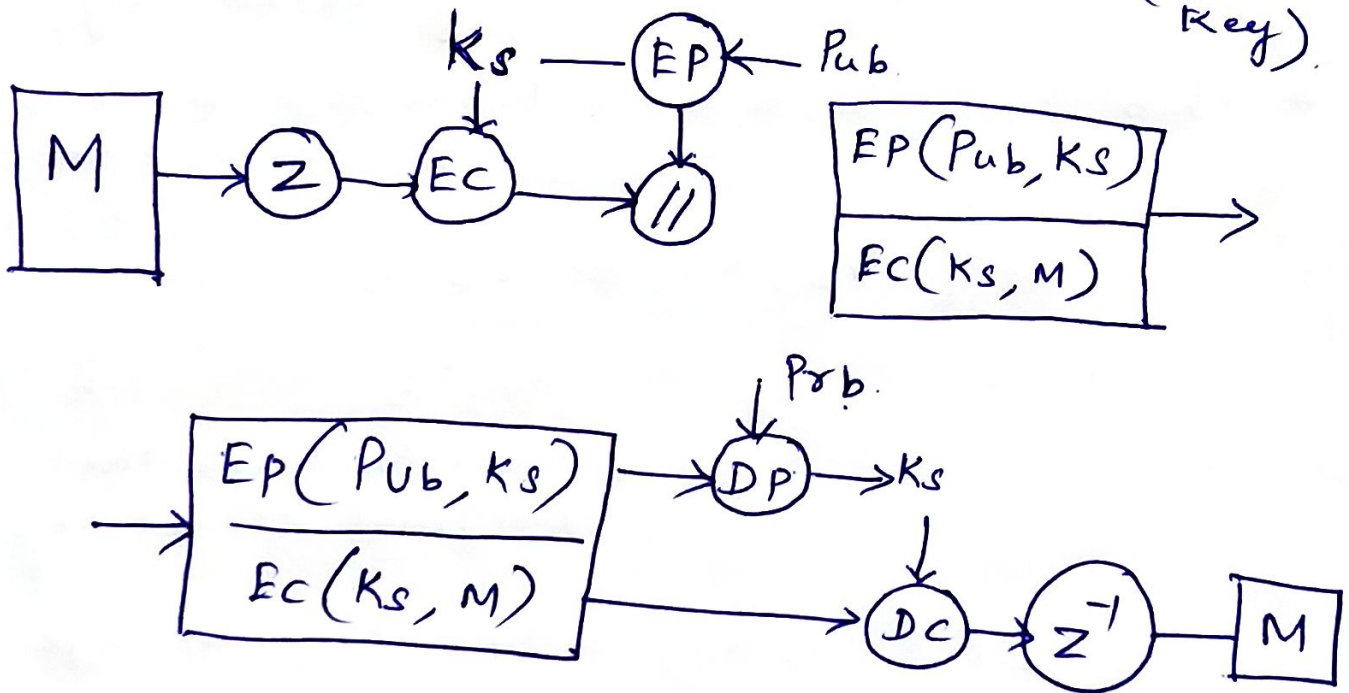 Key).
Ks EP Pub.
M Z EC //
EP(Pub, Ks)
EC(Ks, M)
Prb.
Ep(Pub, Ks) DP Ks
EC(Ks, M) DC Z⁻¹ M